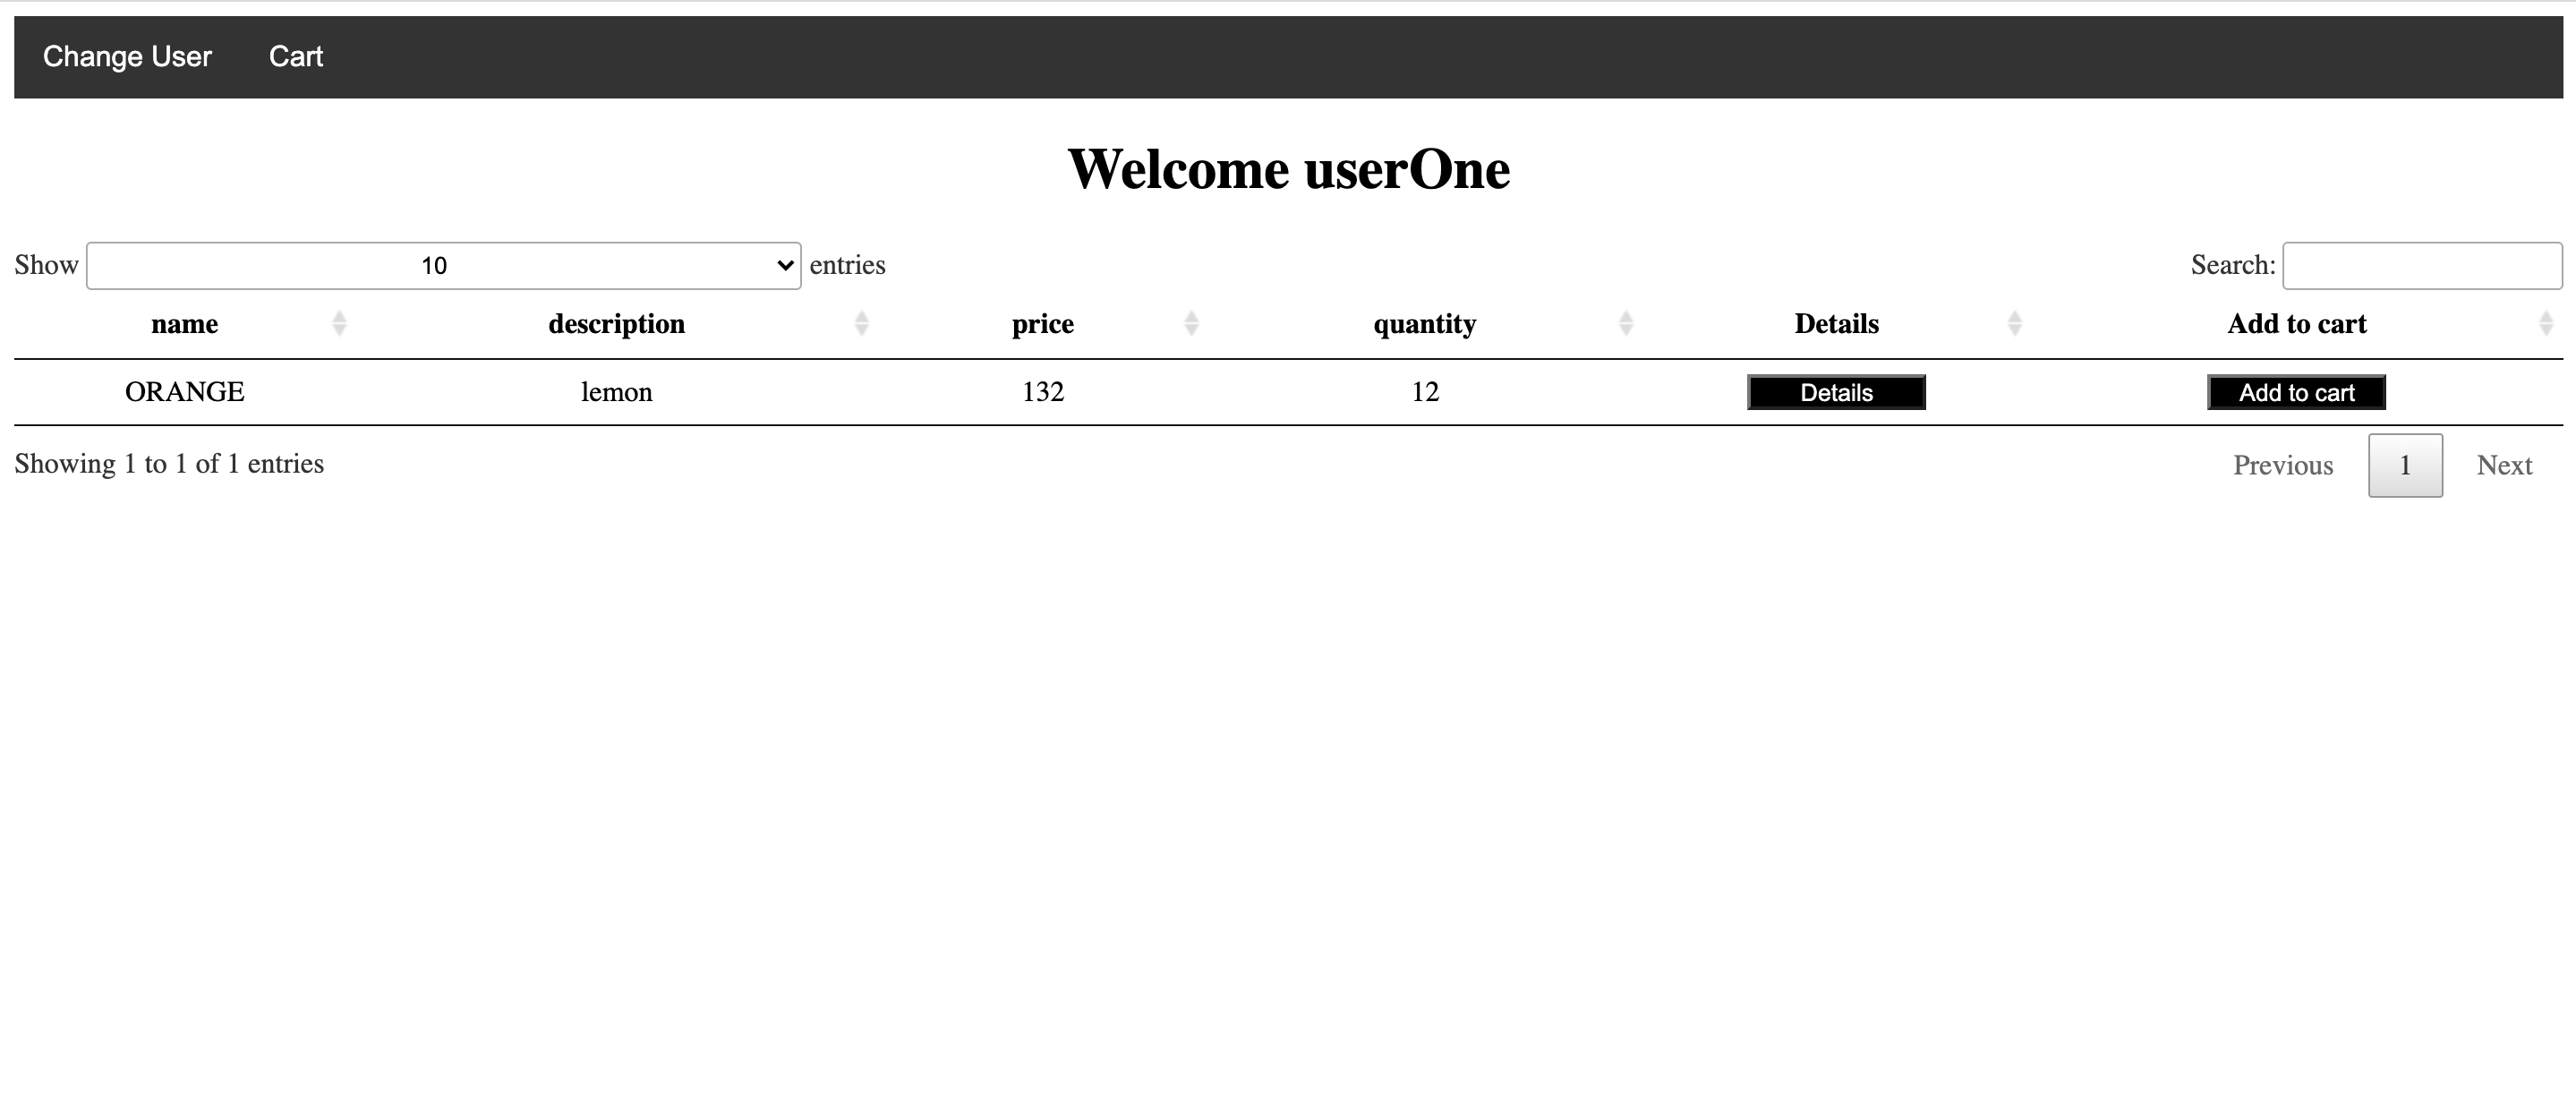 Change User Cart
Welcome userOne
Show 10 entries Search:
name description price quantity Details Add to cart
ORANGE lemon 132 12 Details Add to cart
Showing 1 to 1 of 1 entries Previous 1 Next